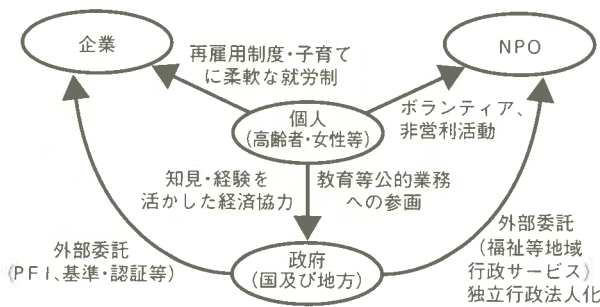 企業
NPO
再雇用制度・子育て
に柔軟な就労制
ボランティア、
非営利活動
個人
(高齢者・女性等)
知見・経験を
活かした経済協力
教育等公的業務
への参画
外部委託
(PFI、基準・認証等)
政府
(国及び地方)
外部委託
(福祉等地域
行政サービス)
独立行政法人化